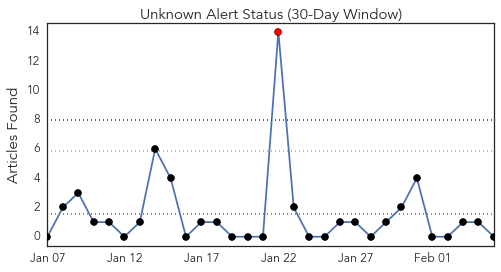 Unknown Alert Status (30-Day Window)
Articles Found
14
12
10
8
6
4
2
0
Jan 07 Jan 12 Jan 17 Jan 22 Jan 27 Feb 01